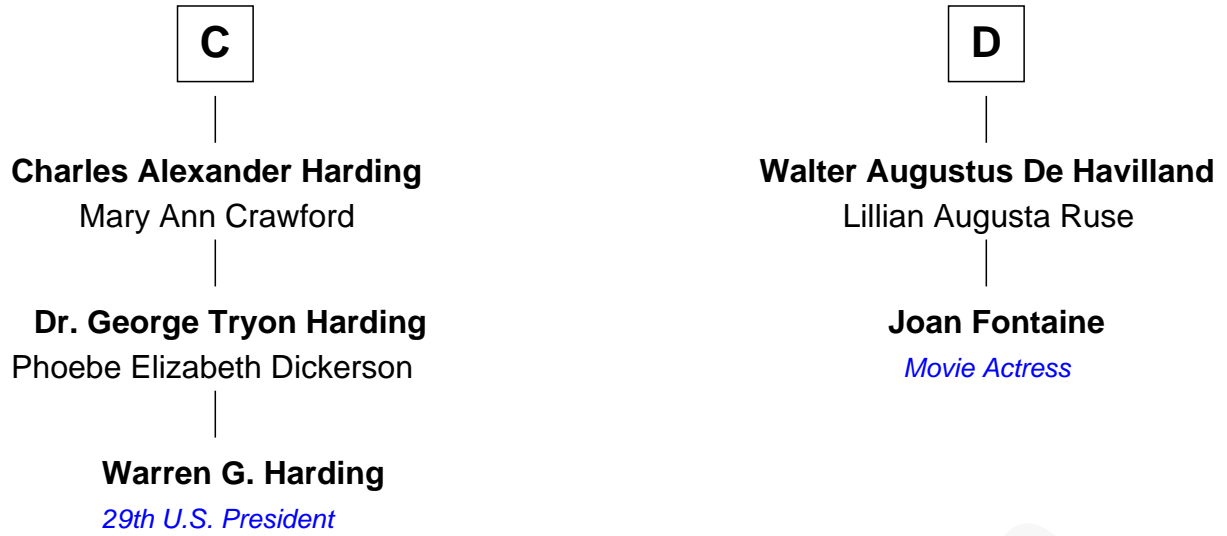 C
D
Charles Alexander Harding
Mary Ann Crawford
Walter Augustus De Havilland
Lillian Augusta Ruse
Dr. George Tryon Harding
Phoebe Elizabeth Dickerson
Joan Fontaine
Movie Actress
Warren G. Harding
29th U.S. President